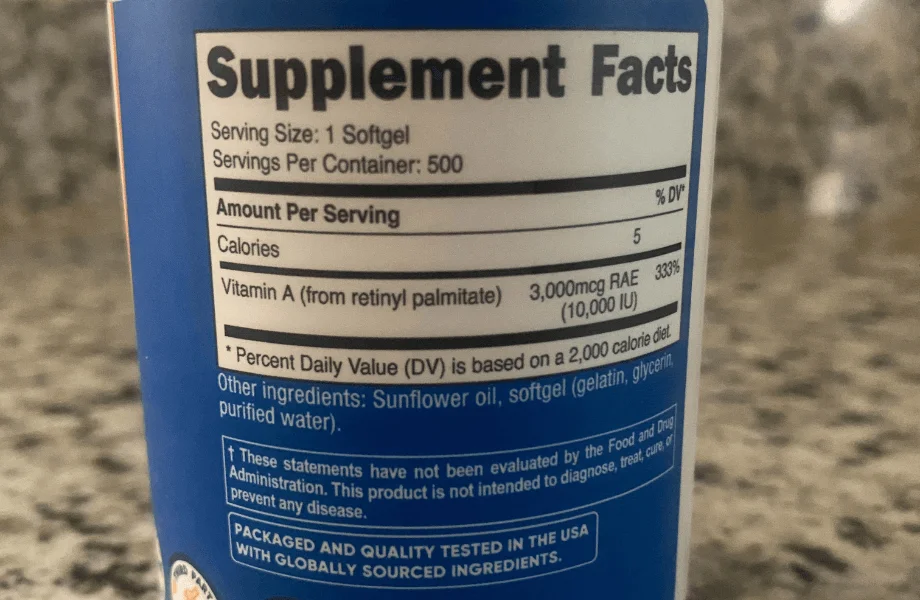 Supplement Facts
Serving Size: 1 Softgel
Servings Per Container: 500
% DV*
Amount Per Serving
Calories 5
Vitamin A (from retinyl palmitate) 3,000mcg RAE 333%
(10,000 IU)
* Percent Daily Value (DV) is based on a 2,000 calorie diet.
Other ingredients: Sunflower oil, softgel (gelatin, glycerin,
purified water).
† These statements have not been evaluated by the Food and Drug
Administration. This product is not intended to diagnose, treat, cure, or
prevent any disease.
PACKAGED AND QUALITY TESTED IN THE USA
WITH GLOBALLY SOURCED INGREDIENTS.